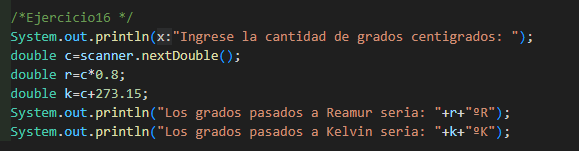 /*Ejercicio16 */
System.out.println(x:"Ingrese la cantidad de grados centigrados: ");
double c=scanner.nextDouble();
double r=c*0.8;
double k=c+273.15;
System.out.println("Los grados pasados a Reamur seria: "+r+"ºR");
System.out.println("Los grados pasados a Kelvin seria: "+k+"ºK");